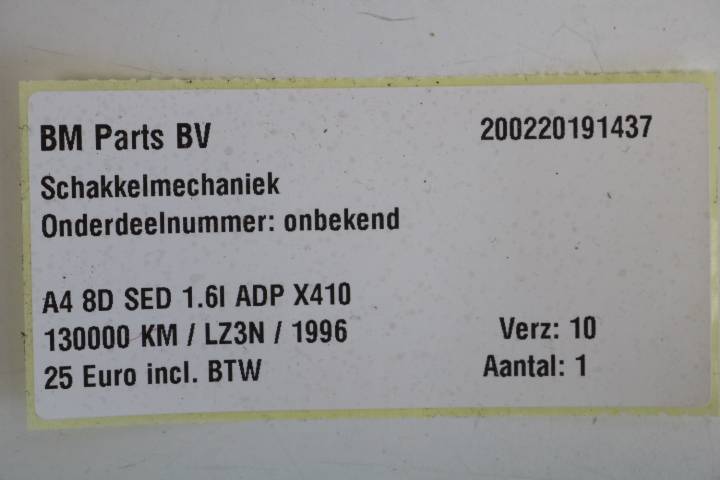 BM Parts BV 200220191437
Schakkelmechaniek
Onderdeelnummer: onbekend
A4 8D SED 1.6I ADP X410
130000 KM / LZ3N / 1996 Verz: 10
25 Euro incl. BTW Aantal: 1